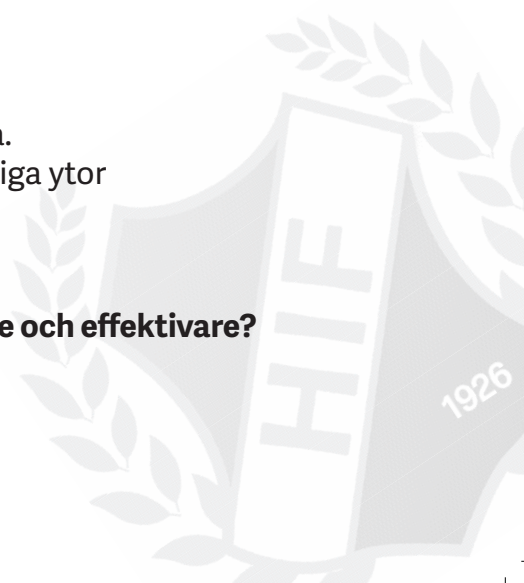 .
iga ytor
e och effektivare?
HIF
1926